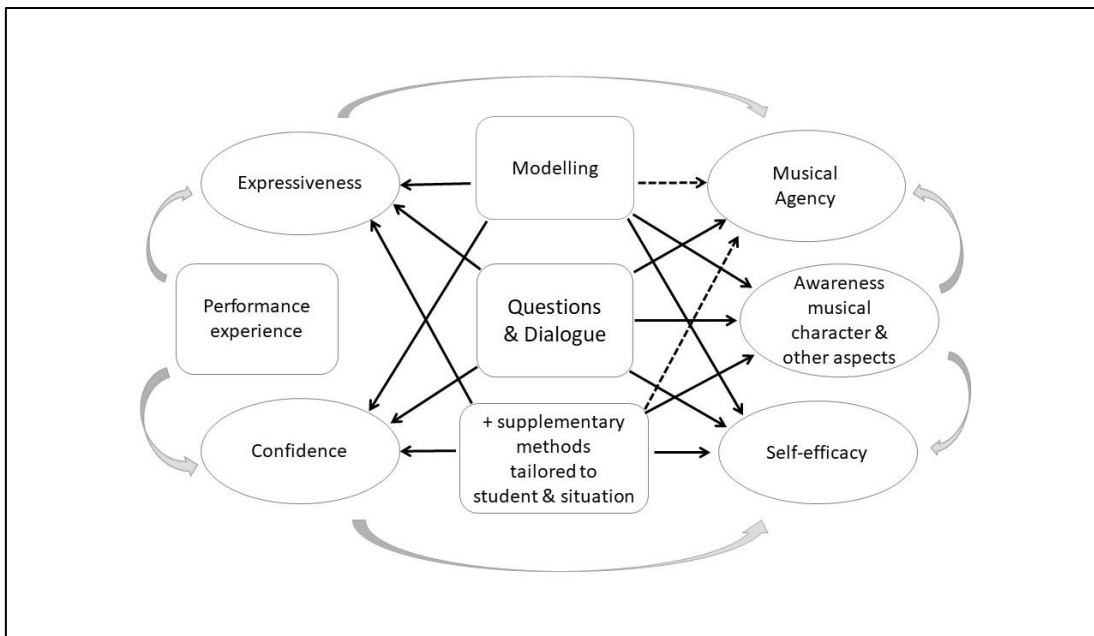 Modelling
Expressiveness
Musical
Agency
Performance
experience
Questions
& Dialogue
Awareness
musical
character &
other aspects
+ supplementary
methods
tailored to
student & situation
Confidence
Self-efficacy